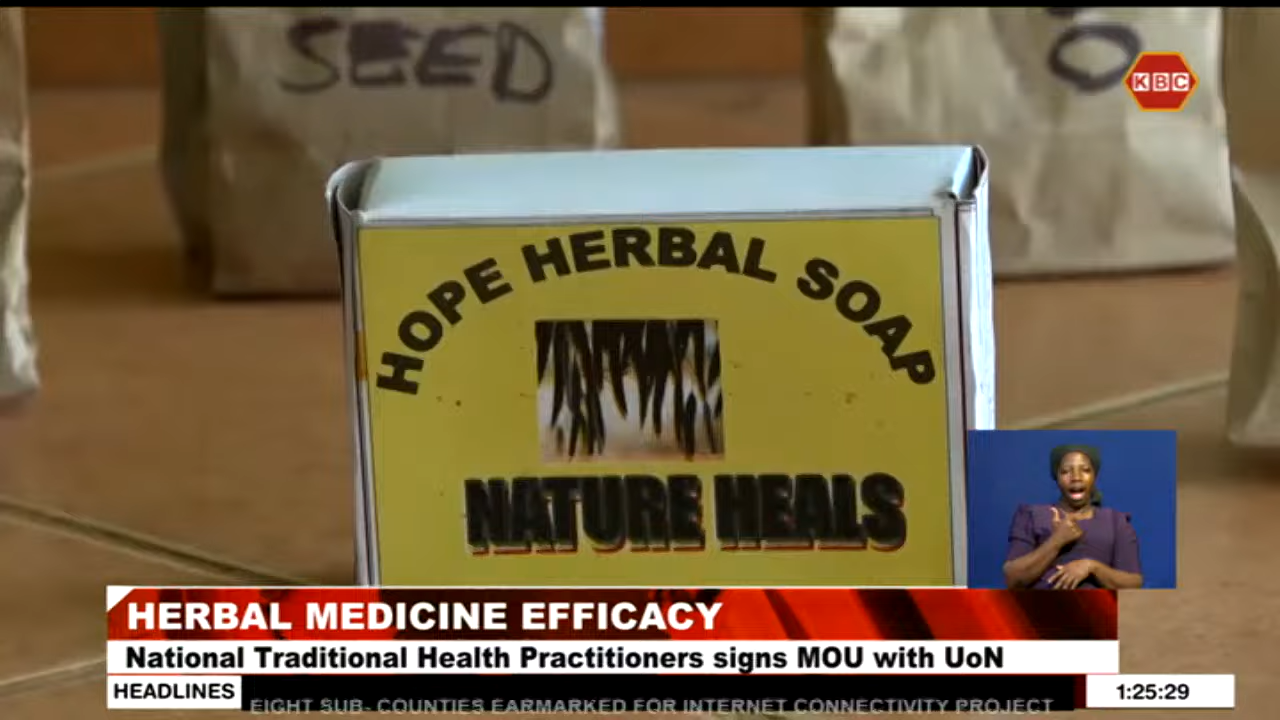 SEED
O
KBC
HOPE HERBAL SOAP
NATURE HEALS
HERBAL MEDICINE EFFICACY
National Traditional Health Practitioners signs MOU with UoN
HEADLINES
EIGHT SUB- COUNTIES EARMARKED FOR INTERNET CONNECTIVITY PROJECT
1:25:29